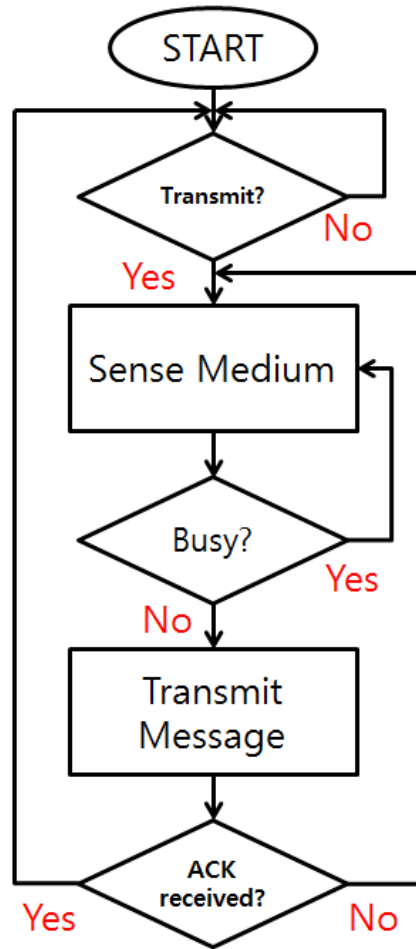 START
Transmit?
No
Yes
Sense Medium
Busy?
Yes
No
Transmit
Message
ACK
received?
Yes
No